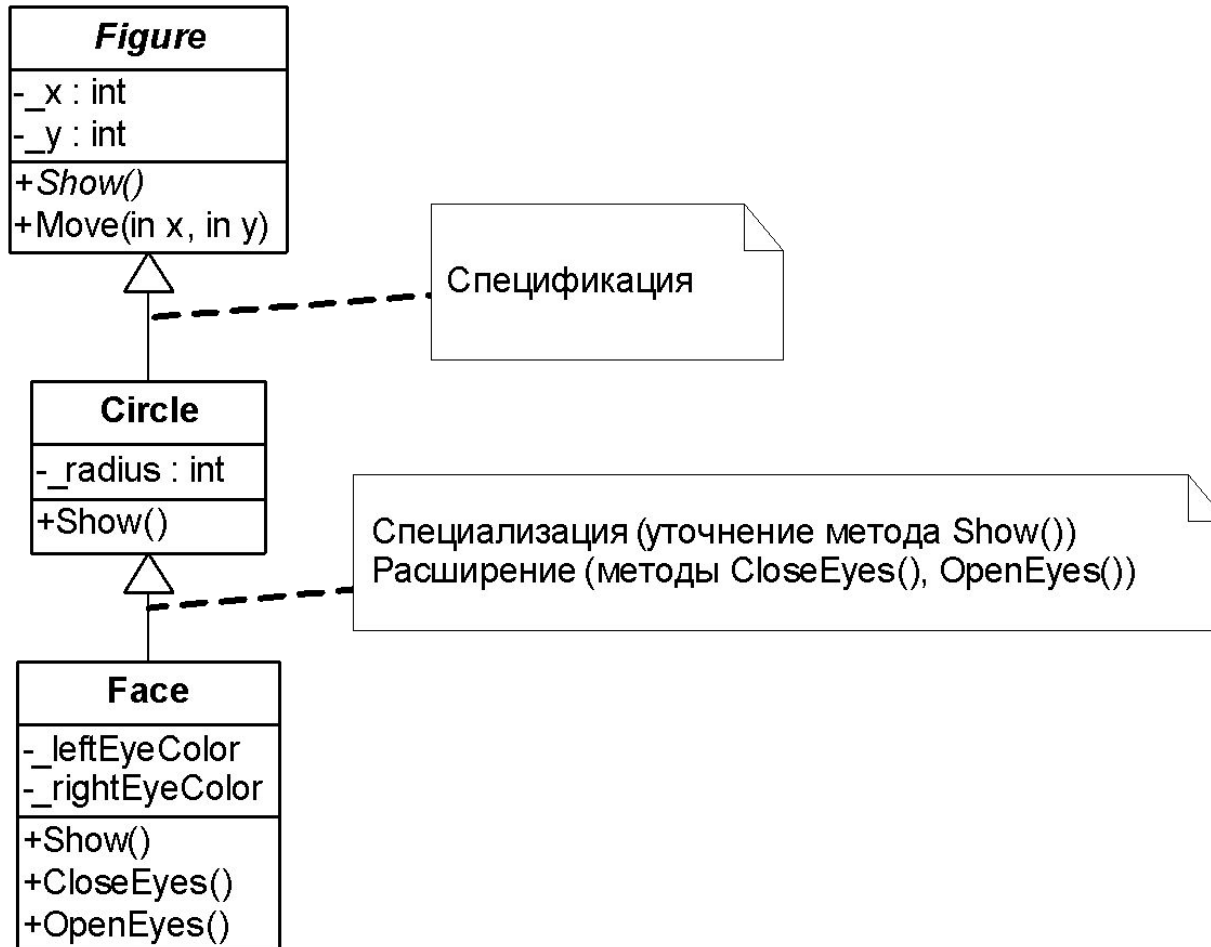 Figure
-_x : int
-_y : int
+Show()
+Move(in x, in y)
Спецификация
Circle
-_radius : int
+Show()
Специализация (уточнение метода Show())
Расширение (методы CloseEyes(), OpenEyes())
Face
-_leftEyeColor
-_rightEyeColor
+Show()
+CloseEyes()
+OpenEyes()